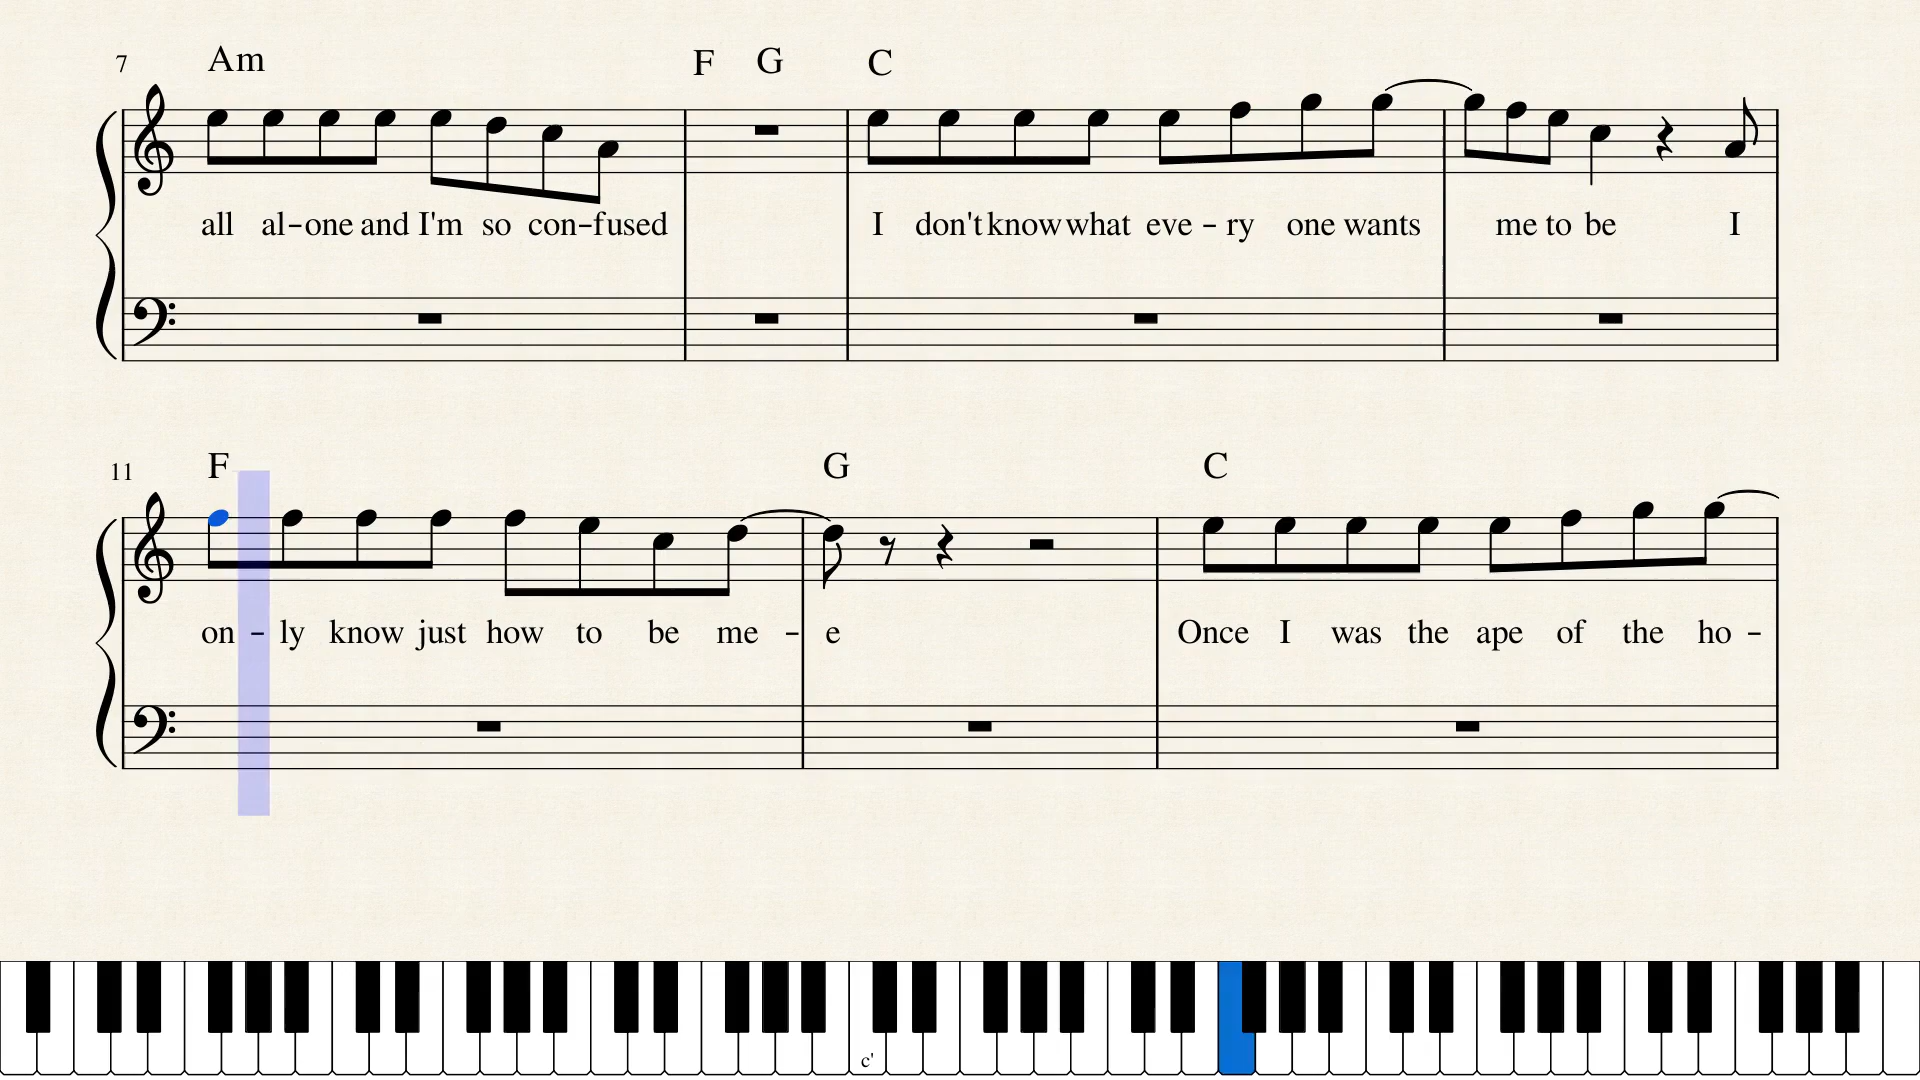 7 Am F G C
all al-one and I'm so con-fused I don't know what eve-ry one wants me to be I
11 F G C
on-ly know just how to be me-e Once I was the ape of the ho-
c'